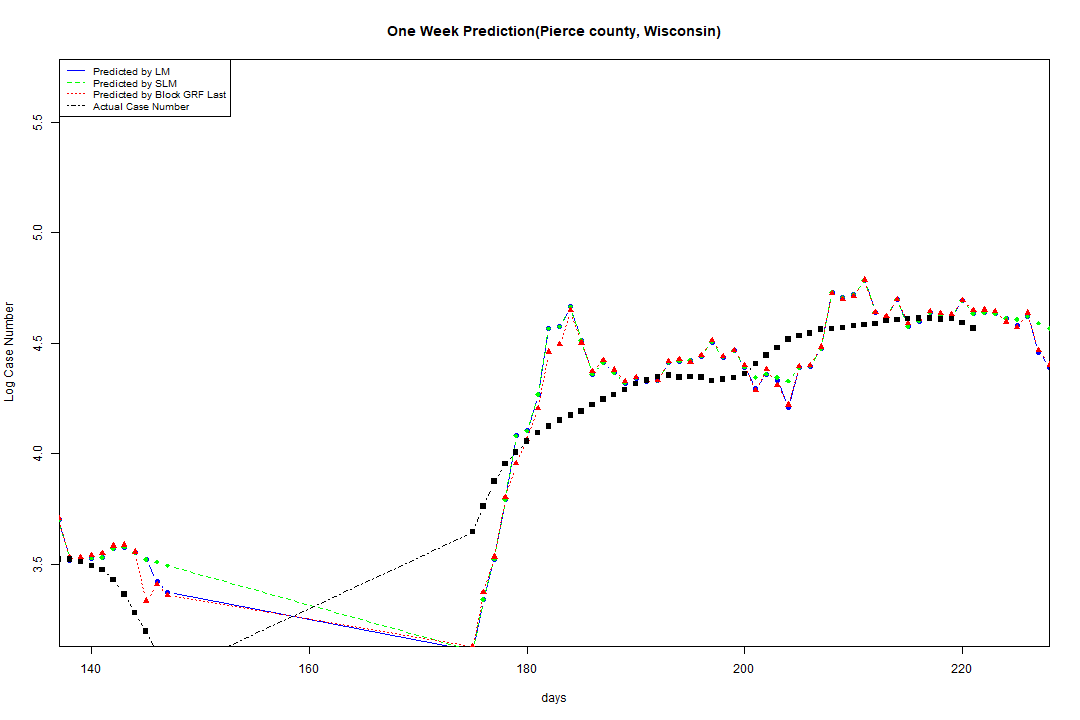 One Week Prediction(Pierce county, Wisconsin)
Predicted by LM
Predicted by SLM
Predicted by Block GRF Last
Actual Case Number
5.5
5.0
4.5
4.0
3.5
Log Case Number
140 160 180 200 220
days